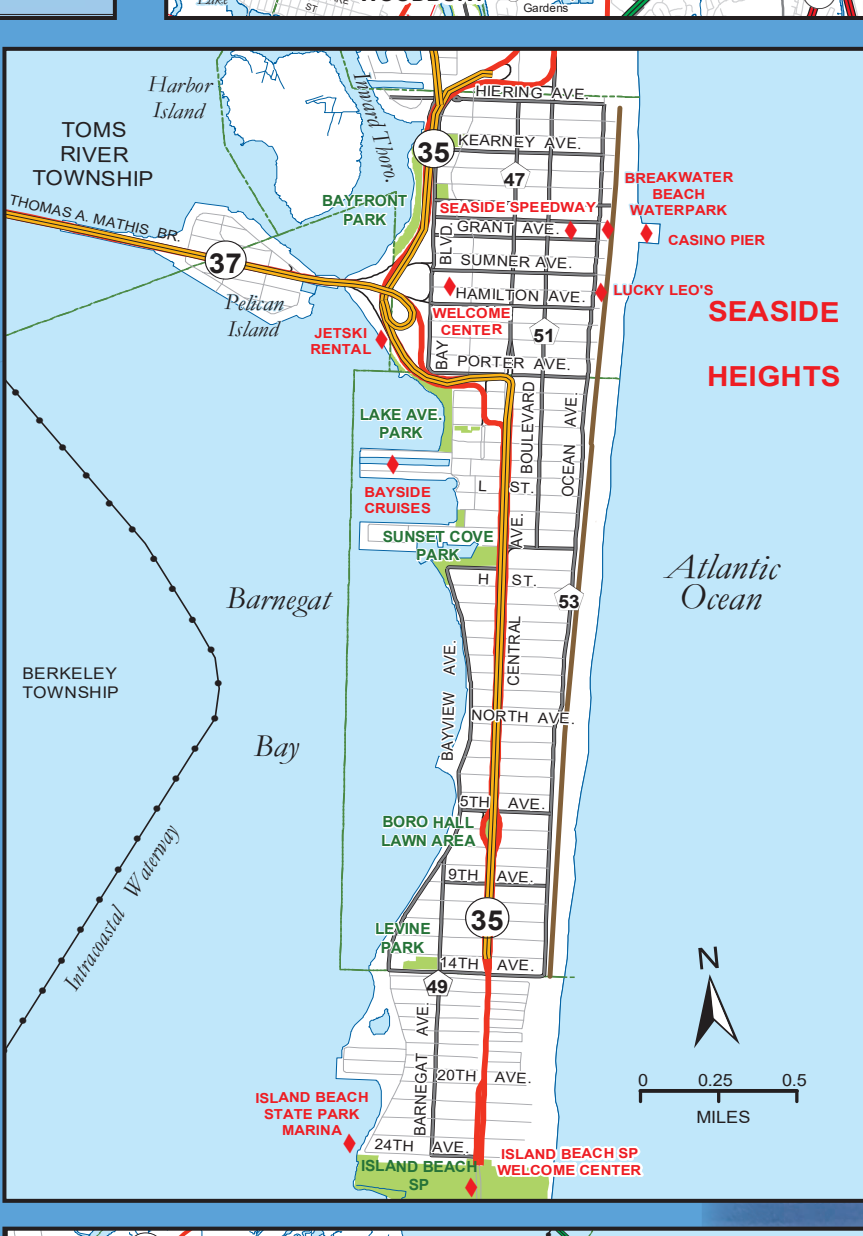 Lake
ST
Gardens
Harbor
Island
Inward Thoro.
HIERING AVE.
TOMS
RIVER
TOWNSHIP
35
KEARNEY AVE.
47
BREAKWATER
BEACH
WATERPARK
THOMAS A. MATHIS BR.
BAYFRONT
PARK
SEASIDE SPEEDWAY
GRANT AVE.
CASINO PIER
37
BAY BLVD.
SUMNER AVE.
Pelican
Island
HAMILTON AVE.
LUCKY LEO'S
SEASIDE
HEIGHTS
WELCOME
CENTER
JETSKI
RENTAL
51
PORTER AVE.
LAKE AVE.
PARK
BOULEVARD
OCEAN AVE.
BAYSIDE
CRUISES
L ST.
SUNSET COVE
PARK
AVE.
H ST.
53
Atlantic
Ocean
Barnegat
Bay
BERKELEY
TOWNSHIP
BAYVIEW AVE.
CENTRAL
NORTH AVE.
5TH AVE.
BORO HALL
LAWN AREA
Intracoastal Waterway
9TH AVE.
35
LEVINE
PARK
14TH AVE.
49
N
BARNEGAT AVE.
20TH AVE.
0 0.25 0.5
MILES
ISLAND BEACH
STATE PARK
MARINA
24TH AVE.
ISLAND BEACH
SP
ISLAND BEACH SP
WELCOME CENTER